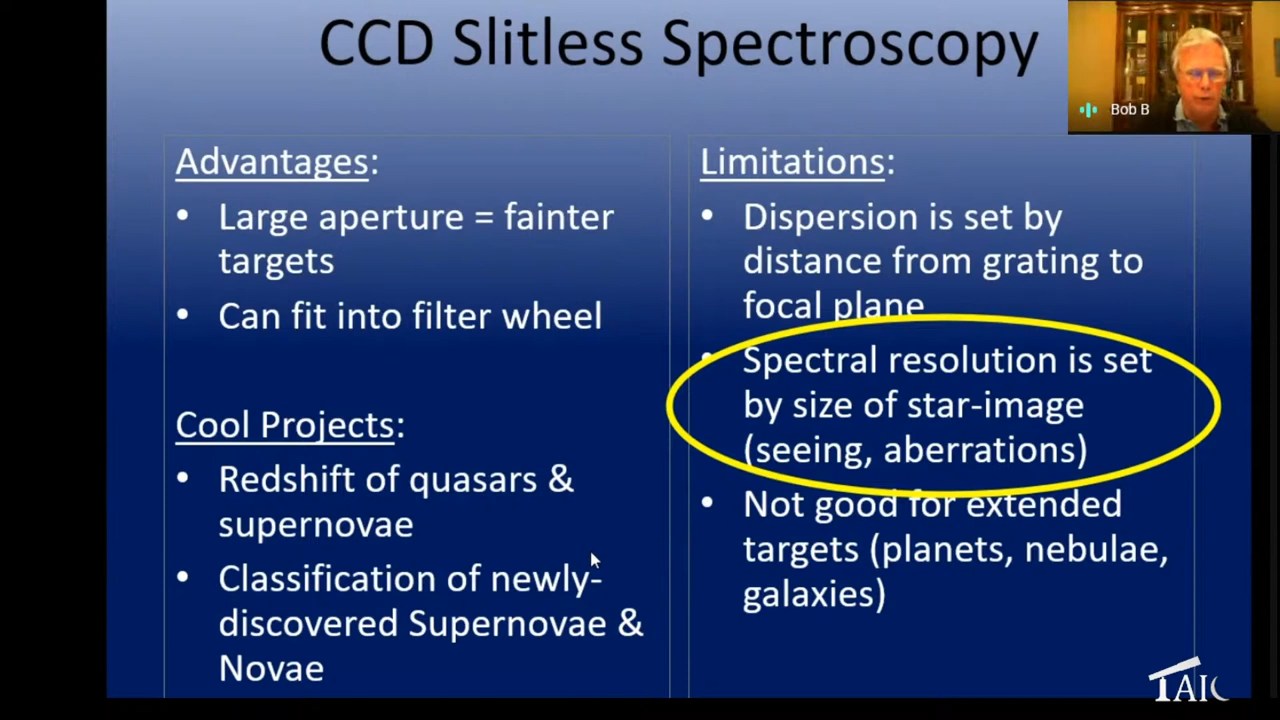 CCD Slitless Spectroscopy
Bob B
Advantages:
• Large aperture = fainter
targets
• Can fit into filter wheel
Cool Projects:
• Redshift of quasars &
supernovae
• Classification of newly-
discovered Supernovae &
Novae
Limitations:
• Dispersion is set by
distance from grating to
focal plane
• Spectral resolution is set
by size of star-image
(seeing, aberrations)
• Not good for extended
targets (planets, nebulae,
galaxies)
TAIC